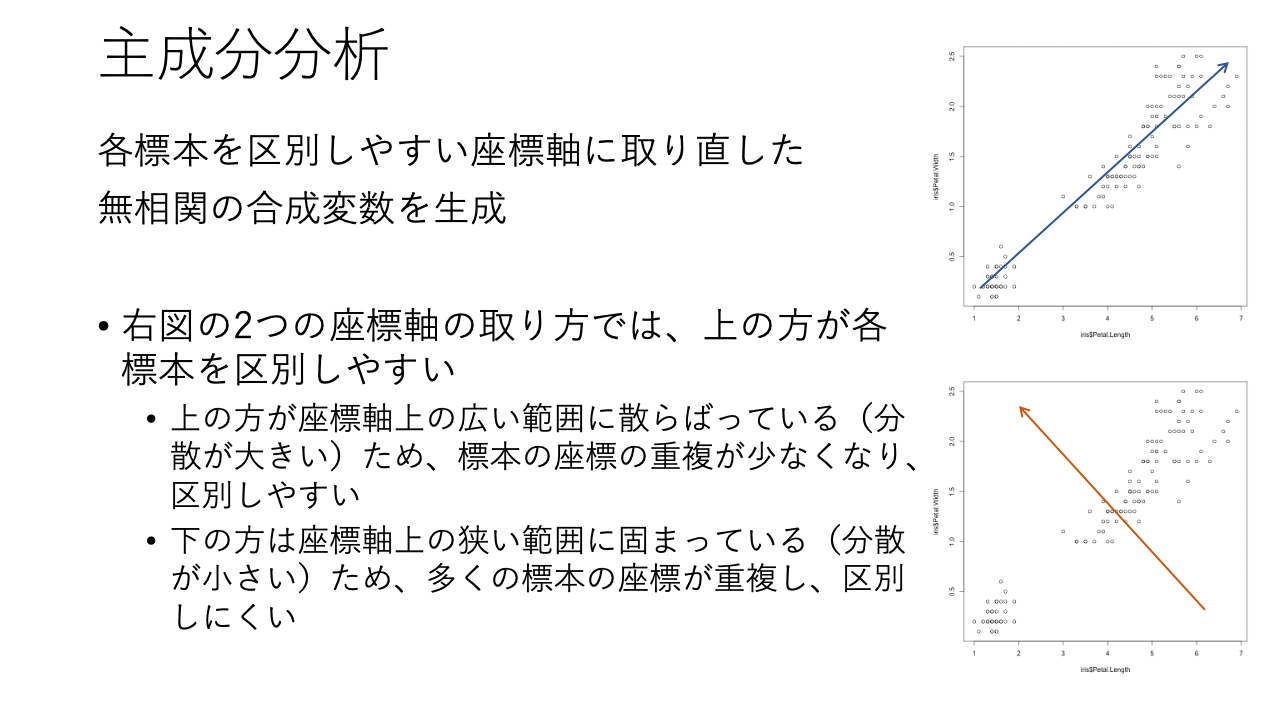 主成分分析
各標本を区別しやすい座標軸に取り直した
無相関の合成変数を生成
• 右図の2つの座標軸の取り方では、上の方が各
標本を区別しやすい
• 上の方が座標軸上の広い範囲に散らばっている（分
散が大きい）ため、標本の座標の重複が少なくなり、
区別しやすい
• 下の方は座標軸上の狭い範囲に固まっている（分散
が小さい）ため、多くの標本の座標が重複し、区別
しにくい
2.5
2.0
1.5
1.0
0.5
iris$Petal.Width
1 2 3 4 5 6 7
iris$Petal.Length
2.5
2.0
1.5
1.0
0.5
iris$Petal.Width
1 2 3 4 5 6 7
iris$Petal.Length